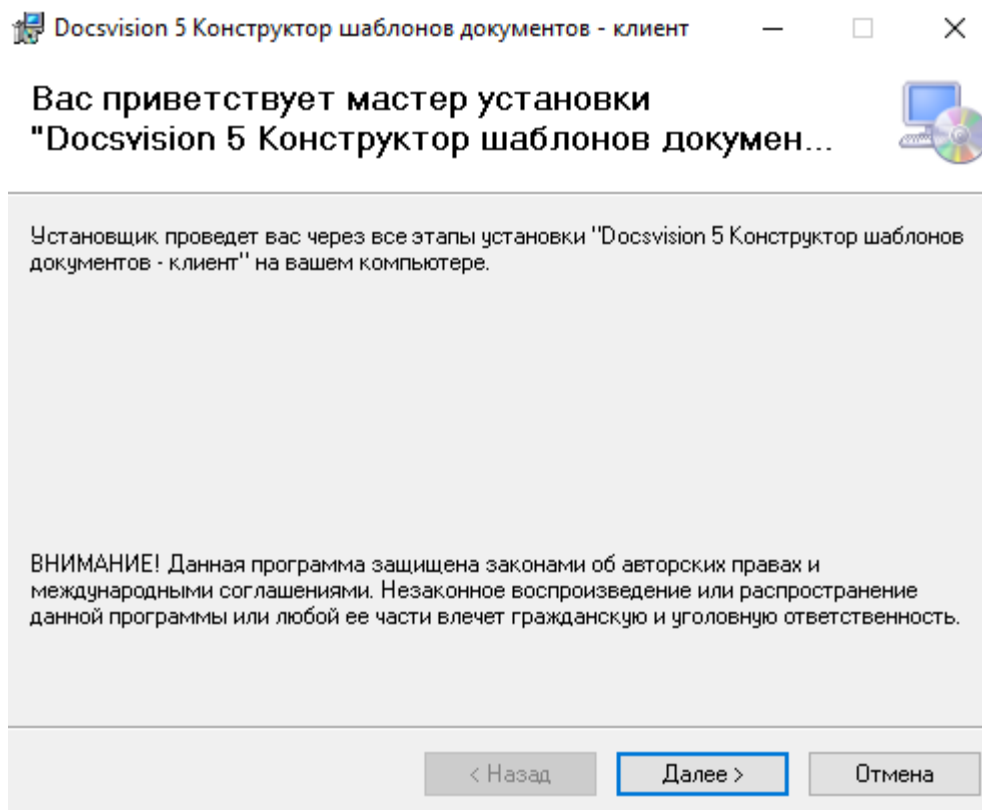 Docsvision 5 Конструктор шаблонов документов - клиент
Вас приветствует мастер установки
"Docsvision 5 Конструктор шаблонов докумен...
Установщик проведет вас через все этапы установки "Docsvision 5 Конструктор шаблонов
документов - клиент" на вашем компьютере.
ВНИМАНИЕ! Данная программа защищена законами об авторских правах и
международными соглашениями. Незаконное воспроизведение или распространение
данной программы или любой ее части влечет гражданскую и уголовную ответственность.
< Назад
Далее >
Отмена